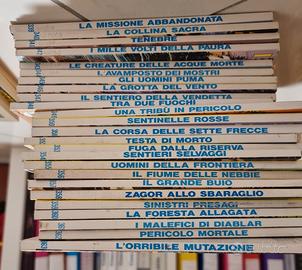 LA MISSIONE ABBANDONATA
LA COLLINA SACRA
TENEBRE
I MILLE VOLTI DELLA PAURA
LE CREATURE DELLE ACQUE MORTE
L'AVAMPOSTO DEI MOSTRI
GLI UOMINI PUMA
LA GROTTA DEL VENTO
IL SENTIERO DELLA VENDETTA
TRA DUE FUOCHI
UNA TRIBÙ IN PERICOLO
SENTINELLE ROSSE
LA CORSA DELLE SETTE FRECCE
TESTA DI MORTO
FUGA DALLA RISERVA
SENTIERI SELVAGGI
UOMINI DELLA FRONTIERA
IL FIUME DELLE NEBBIE
IL GRANDE BUIO
ZAGOR ALLO SBARAGLIO
SINISTRI PRESAGI
LA FORESTA ALLAGATA
I MALEFICI DI DIABLAR
PERICOLO MORTALE
L'ORRIBILE MUTAZIONE